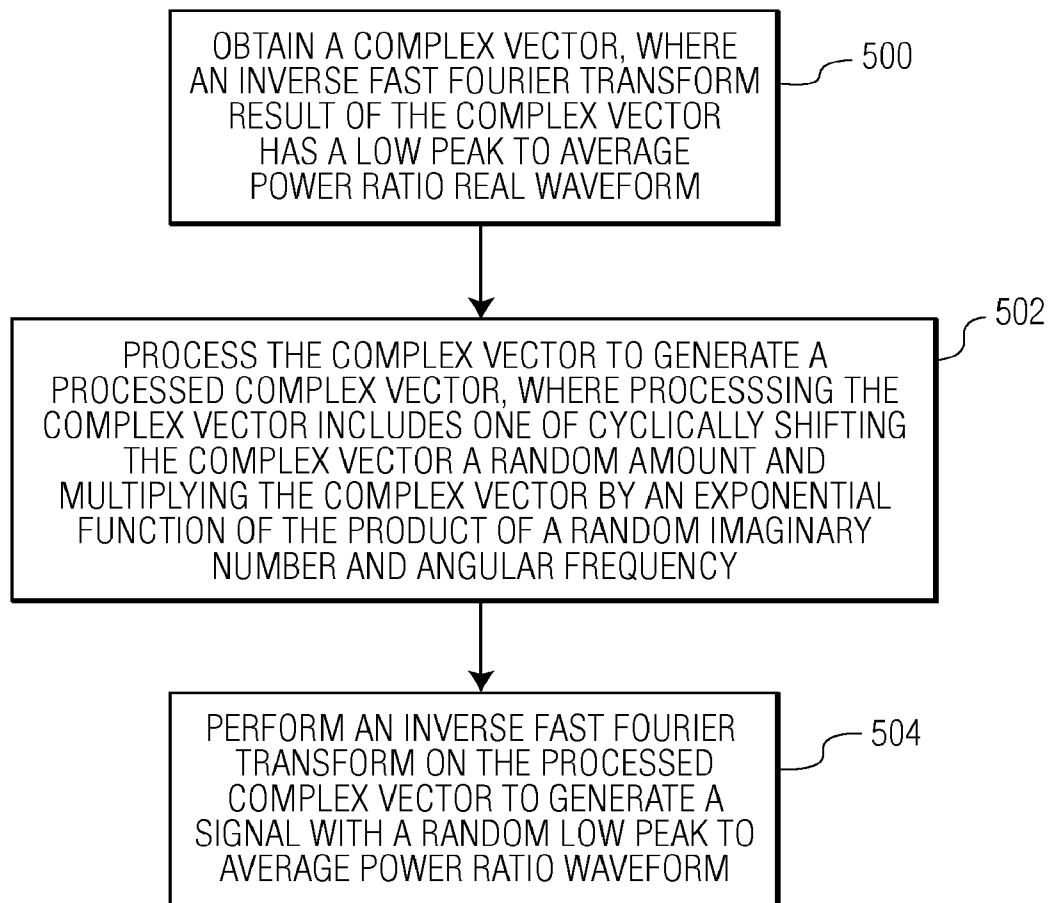 OBTAIN A COMPLEX VECTOR, WHERE
AN INVERSE FAST FOURIER TRANSFORM
RESULT OF THE COMPLEX VECTOR
HAS A LOW PEAK TO AVERAGE
POWER RATIO REAL WAVEFORM
500
PROCESS THE COMPLEX VECTOR TO GENERATE A
PROCESSED COMPLEX VECTOR, WHERE PROCESSSING THE
COMPLEX VECTOR INCLUDES ONE OF CYCLICALLY SHIFTING
THE COMPLEX VECTOR A RANDOM AMOUNT AND
MULTIPLYING THE COMPLEX VECTOR BY AN EXPONENTIAL
FUNCTION OF THE PRODUCT OF A RANDOM IMAGINARY
NUMBER AND ANGULAR FREQUENCY
502
PERFORM AN INVERSE FAST FOURIER
TRANSFORM ON THE PROCESSED
COMPLEX VECTOR TO GENERATE A
SIGNAL WITH A RANDOM LOW PEAK TO
AVERAGE POWER RATIO WAVEFORM
504